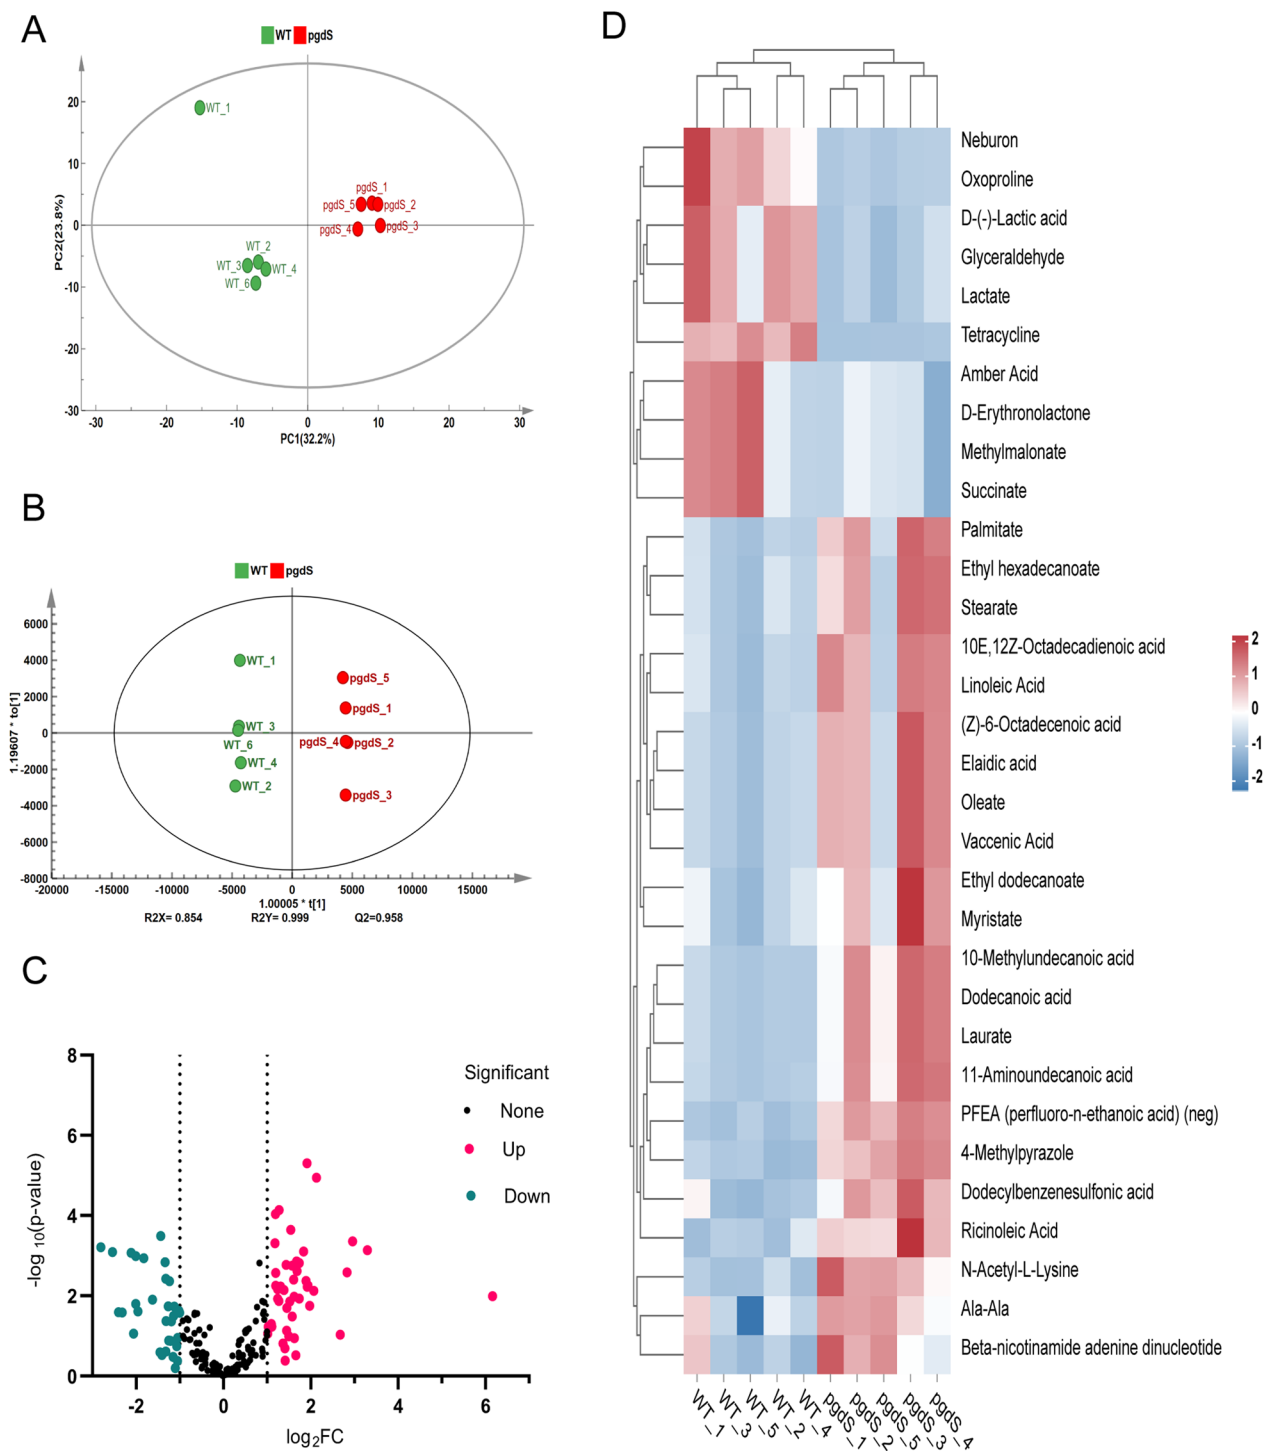 A
WT pgdS
PC2(23.8%)
20
10
0
-10
-20
-30
WT_1
pgdS_1
pgdS_5
pgdS_2
pgdS_4
pgdS_3
WT_2
WT_3
WT_4
WT_6
-30 -20 -10 0 10 20 30
PC1(32.2%)
B
WT pgdS
1.19607 * to[1]
6000
4000
2000
0
-2000
-4000
-6000
-8000
WT_1
WT_3
WT_6
WT_4
WT_2
pgdS_5
pgdS_1
pgdS_4
pgdS_2
pgdS_3
-20000 -15000 -10000 -5000 0 5000 10000 15000
1.00005 * t[1]
R2X= 0.854 R2Y= 0.999 Q2=0.958
C
-log 10(p-value)
8
6
4
2
0
Significant
None
Up
Down
-2 0 2 4 6
log2FC
D
Neburon
Oxoproline
D-(-)-Lactic acid
Glyceraldehyde
Lactate
Tetracycline
Amber Acid
D-Erythronolactone
Methylmalonate
Succinate
Palmitate
Ethyl hexadecanoate
Stearate
10E,12Z-Octadecadienoic acid
Linoleic Acid
(Z)-6-Octadecenoic acid
Elaidic acid
Oleate
Vaccenic Acid
Ethyl dodecanoate
Myristate
10-Methylundecanoic acid
Dodecanoic acid
Laurate
11-Aminoundecanoic acid
PFEA (perfluoro-n-ethanoic acid) (neg)
4-Methylpyrazole
Dodecylbenzenesulfonic acid
Ricinoleic Acid
N-Acetyl-L-Lysine
Ala-Ala
Beta-nicotinamide adenine dinucleotide
WT_1 WT_3 WT_5 WT_2 WT_4 pgdS_1 pgdS_2 pgdS_5 pgdS_3 pgdS_4
2
1
0
-1
-2